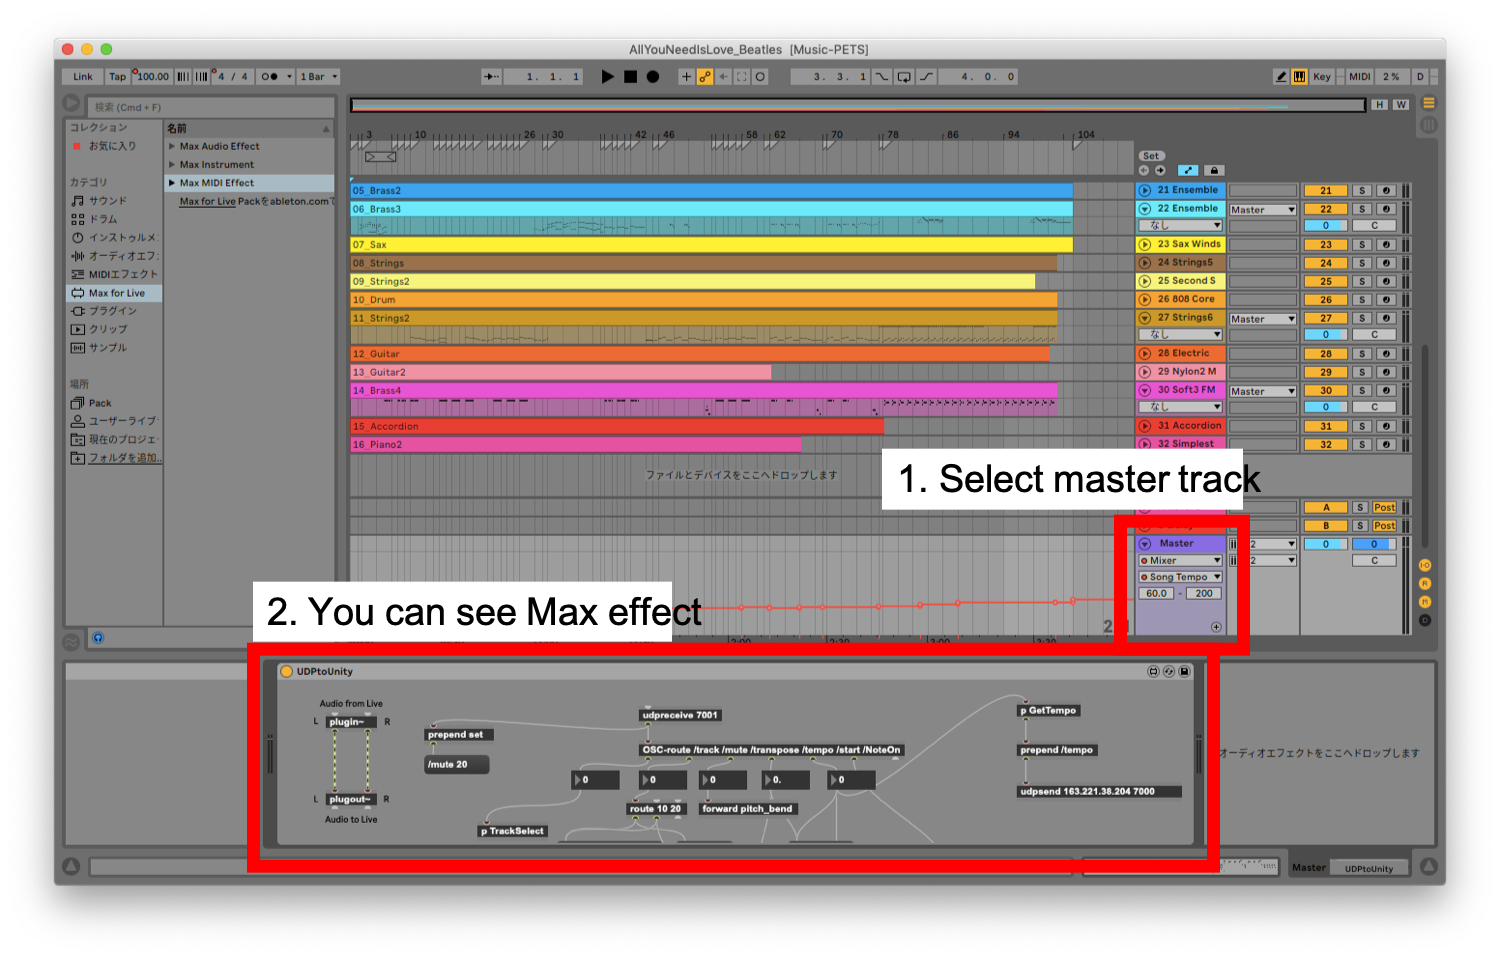 AllYouNeedIsLove_Beatles [Music-PETS]
Link Tap 100.00 4 / 4 1 Bar 1. 1. 1 3. 3. 1 4. 0. 0 Key MIDI 2 % D
検索 (Cmd + F)
H W
コレクション
お気に入り
カテゴリ
サウンド
ドラム
インストゥルメ
オーディオエフ
MIDIエフェクト
Max for Live
プラグイン
クリップ
サンプル
場所
Pack
ユーザーライブ
現在のプロジェ
フォルダを追加...
名前
Max Audio Effect
Max Instrument
Max MIDI Effect
Max for Live Packをableton.comで
3 10 26 30 42 46 58 62 70 78 86 94 104
Set
05_Brass2
21 Ensemble 21 S
06_Brass3
22 Ensemble Master 22 S
なし 0 C
07_Sax
23 Sax Winds 23 S
08_Strings
24 Strings5 24 S
09_Strings2
25 Second S 25 S
10_Drum
26 808 Core 26 S
11_Strings2
27 Strings6 Master 27 S
なし 0 C
12_Guitar
28 Electric 28 S
13_Guitar2
29 Nylon2 M 29 S
14_Brass4
30 Soft3 FM Master 30 S
なし 0 C
15_Accordion
31 Accordion 31 S
16_Piano2
32 Simplest 32 S
ファイルとデバイスをここへドロップします
1. Select master track
A S Post
B S Post
Master 2 0 0
Mixer 2 C
Song Tempo
60.0 - 200
2. You can see Max effect
UDPtoUnity
Audio from Live
L plugin~ R
L plugout~ R
Audio to Live
prepend set
/mute 20
udpreceive 7001
OSC-route /track /mute /transpose /tempo /start /NoteOn
0 0 0 0. 0
route 10 20
forward pitch_bend
p TrackSelect
p GetTempo
prepend /tempo
udpsend 163.221.38.204 7000
オーディオエフェクトをここへドロップします
Master UDPtoUnity